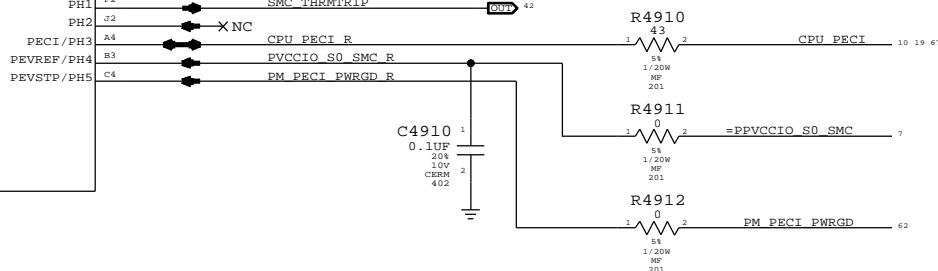 PH1 SMC_THRMTRIP OUT 42
PH2 J2 NC
PECI/PH3 A4 CPU_PECI_R
PEVREF/PH4 B3 PVCCIO_S0_SMC_R
PEVSTP/PH5 C4 PM_PECI_PWRGD_R
R4910
43
1 2 CPU_PECI 10 19
5%
1/20W
MF
201
R4911
0
1 2 =PPVCCIO_S0_SMC 7
5%
1/20W
MF
201
C4910 1
0.1UF
20%
10V
CERM 2
402
R4912
0
1 2 PM_PECI_PWRGD 62
5%
1/20W
MF
201